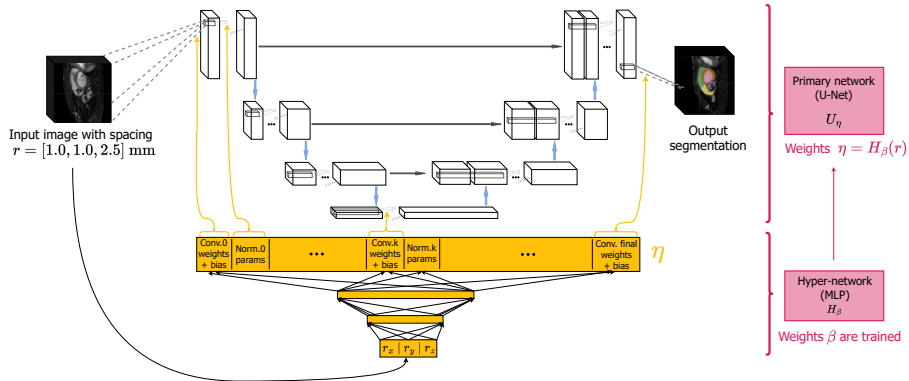 Input image with spacing
r = [1.0, 1.0, 2.5] mm
...
...
...
...
...
...
Output
segmentation
Conv.0
weights
+ bias
Norm.0
params
...
Conv.k
weights
+ bias
Norm.k
params
...
Conv. final
weights
+ bias
η
r_x | r_y | r_z
Primary network
(U-Net)
U_η
Weights η = H_β(r)
Hyper-network
(MLP)
H_β
Weights β are trained